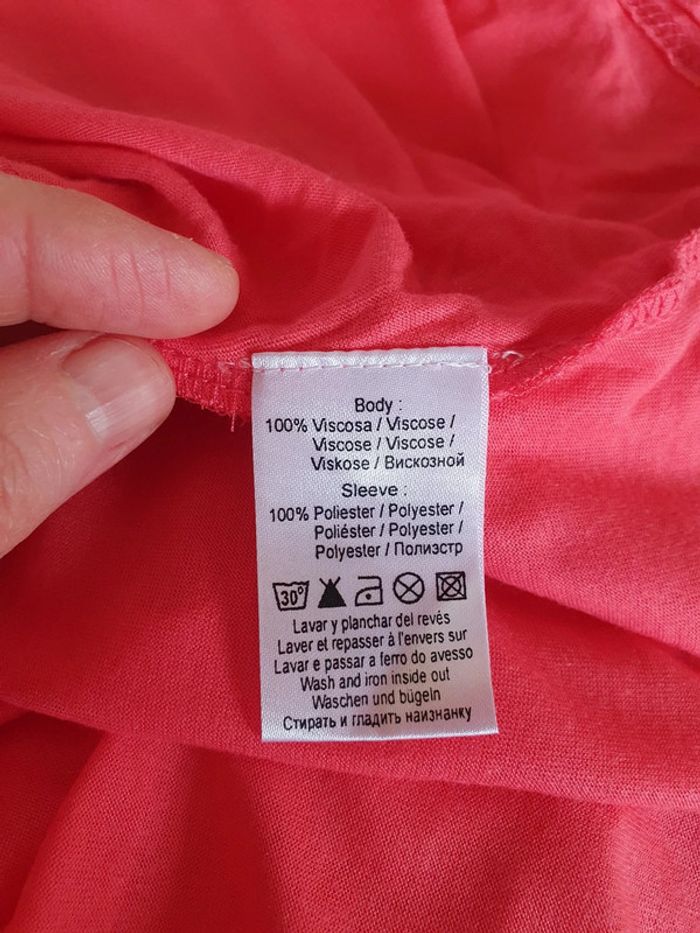 Body :
100% Viscosa / Viscose /
Viscose / Viscose /
Viskose / Вискозной
Sleeve :
100% Poliester / Polyester /
Poliéster / Polyester /
Polyester / Полиэстр
30°
Lavar y planchar del revés
Laver et repasser à l'envers sur
Lavar e passar a ferro do avesso
Wash and iron inside out
Waschen und bügeln
Стирать и гладить наизнанку